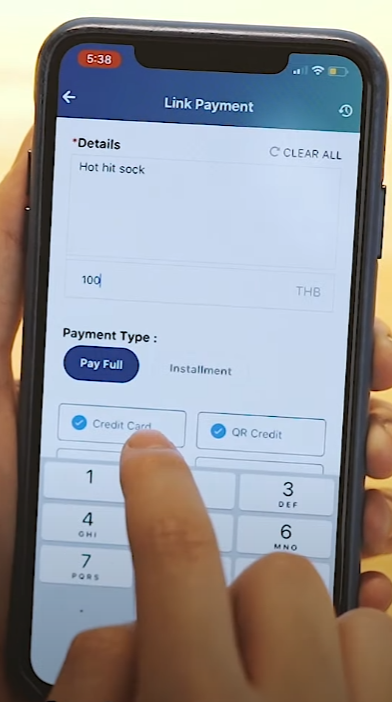 5:38
Link Payment
*Details
CLEAR ALL
Hot hit sock
100
THB
Payment Type :
Pay Full
Installment
Credit Card
QR Credit
1
3
DEF
4
GHI
6
MNO
7
PQRS